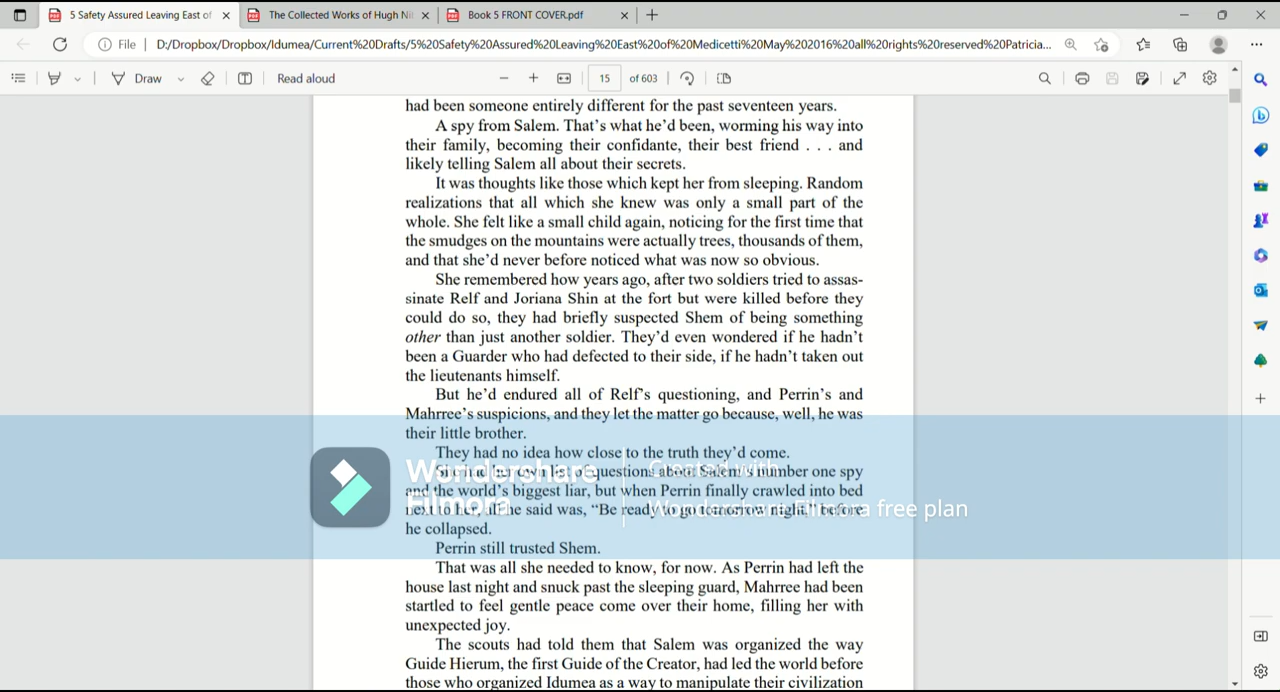 5 Safety Assured Leaving East of
The Collected Works of Hugh Ni
Book 5 FRONT COVER.pdf
File
D:/Dropbox/Dropbox/Idumea/Current%20Drafts/5%20Safety%20Assured%20Leaving%20East%20of%20Medicetti%20May%202016%20all%20rights%20reserved%20Patricia...
Draw
Read aloud
15
of 603
had been someone entirely different for the past seventeen years.
A spy from Salem. That’s what he’d been, worming his way into
their family, becoming their confidante, their best friend . . . and
likely telling Salem all about their secrets.
It was thoughts like those which kept her from sleeping. Random
realizations that all which she knew was only a small part of the
whole. She felt like a small child again, noticing for the first time that
the smudges on the mountains were actually trees, thousands of them,
and that she’d never before noticed what was now so obvious.
She remembered how years ago, after two soldiers tried to assas-
sinate Relf and Joriana Shin at the fort but were killed before they
could do so, they had briefly suspected Shem of being something
other than just another soldier. They’d even wondered if he hadn’t
been a Guarder who had defected to their side, if he hadn’t taken out
the lieutenants himself.
But he’d endured all of Relf’s questioning, and Perrin’s and
Mahrree’s suspicions, and they let the matter go because, well, he was
their little brother.
They had no idea how close to the truth they’d come.
She had her own list of questions about Salem’s number one spy
and the world’s biggest liar, but when Perrin finally crawled into bed
next to her, all he said was, “Be ready to go tomorrow night,” before
he collapsed.
Perrin still trusted Shem.
That was all she needed to know, for now. As Perrin had left the
house last night and snuck past the sleeping guard, Mahrree had been
startled to feel gentle peace come over their home, filling her with
unexpected joy.
The scouts had told them that Salem was organized the way
Guide Hierum, the first Guide of the Creator, had led the world before
those who organized Idumea as a way to manipulate their civilization
Wondershare
Filmora
Created with
Wondershare Filmora free plan